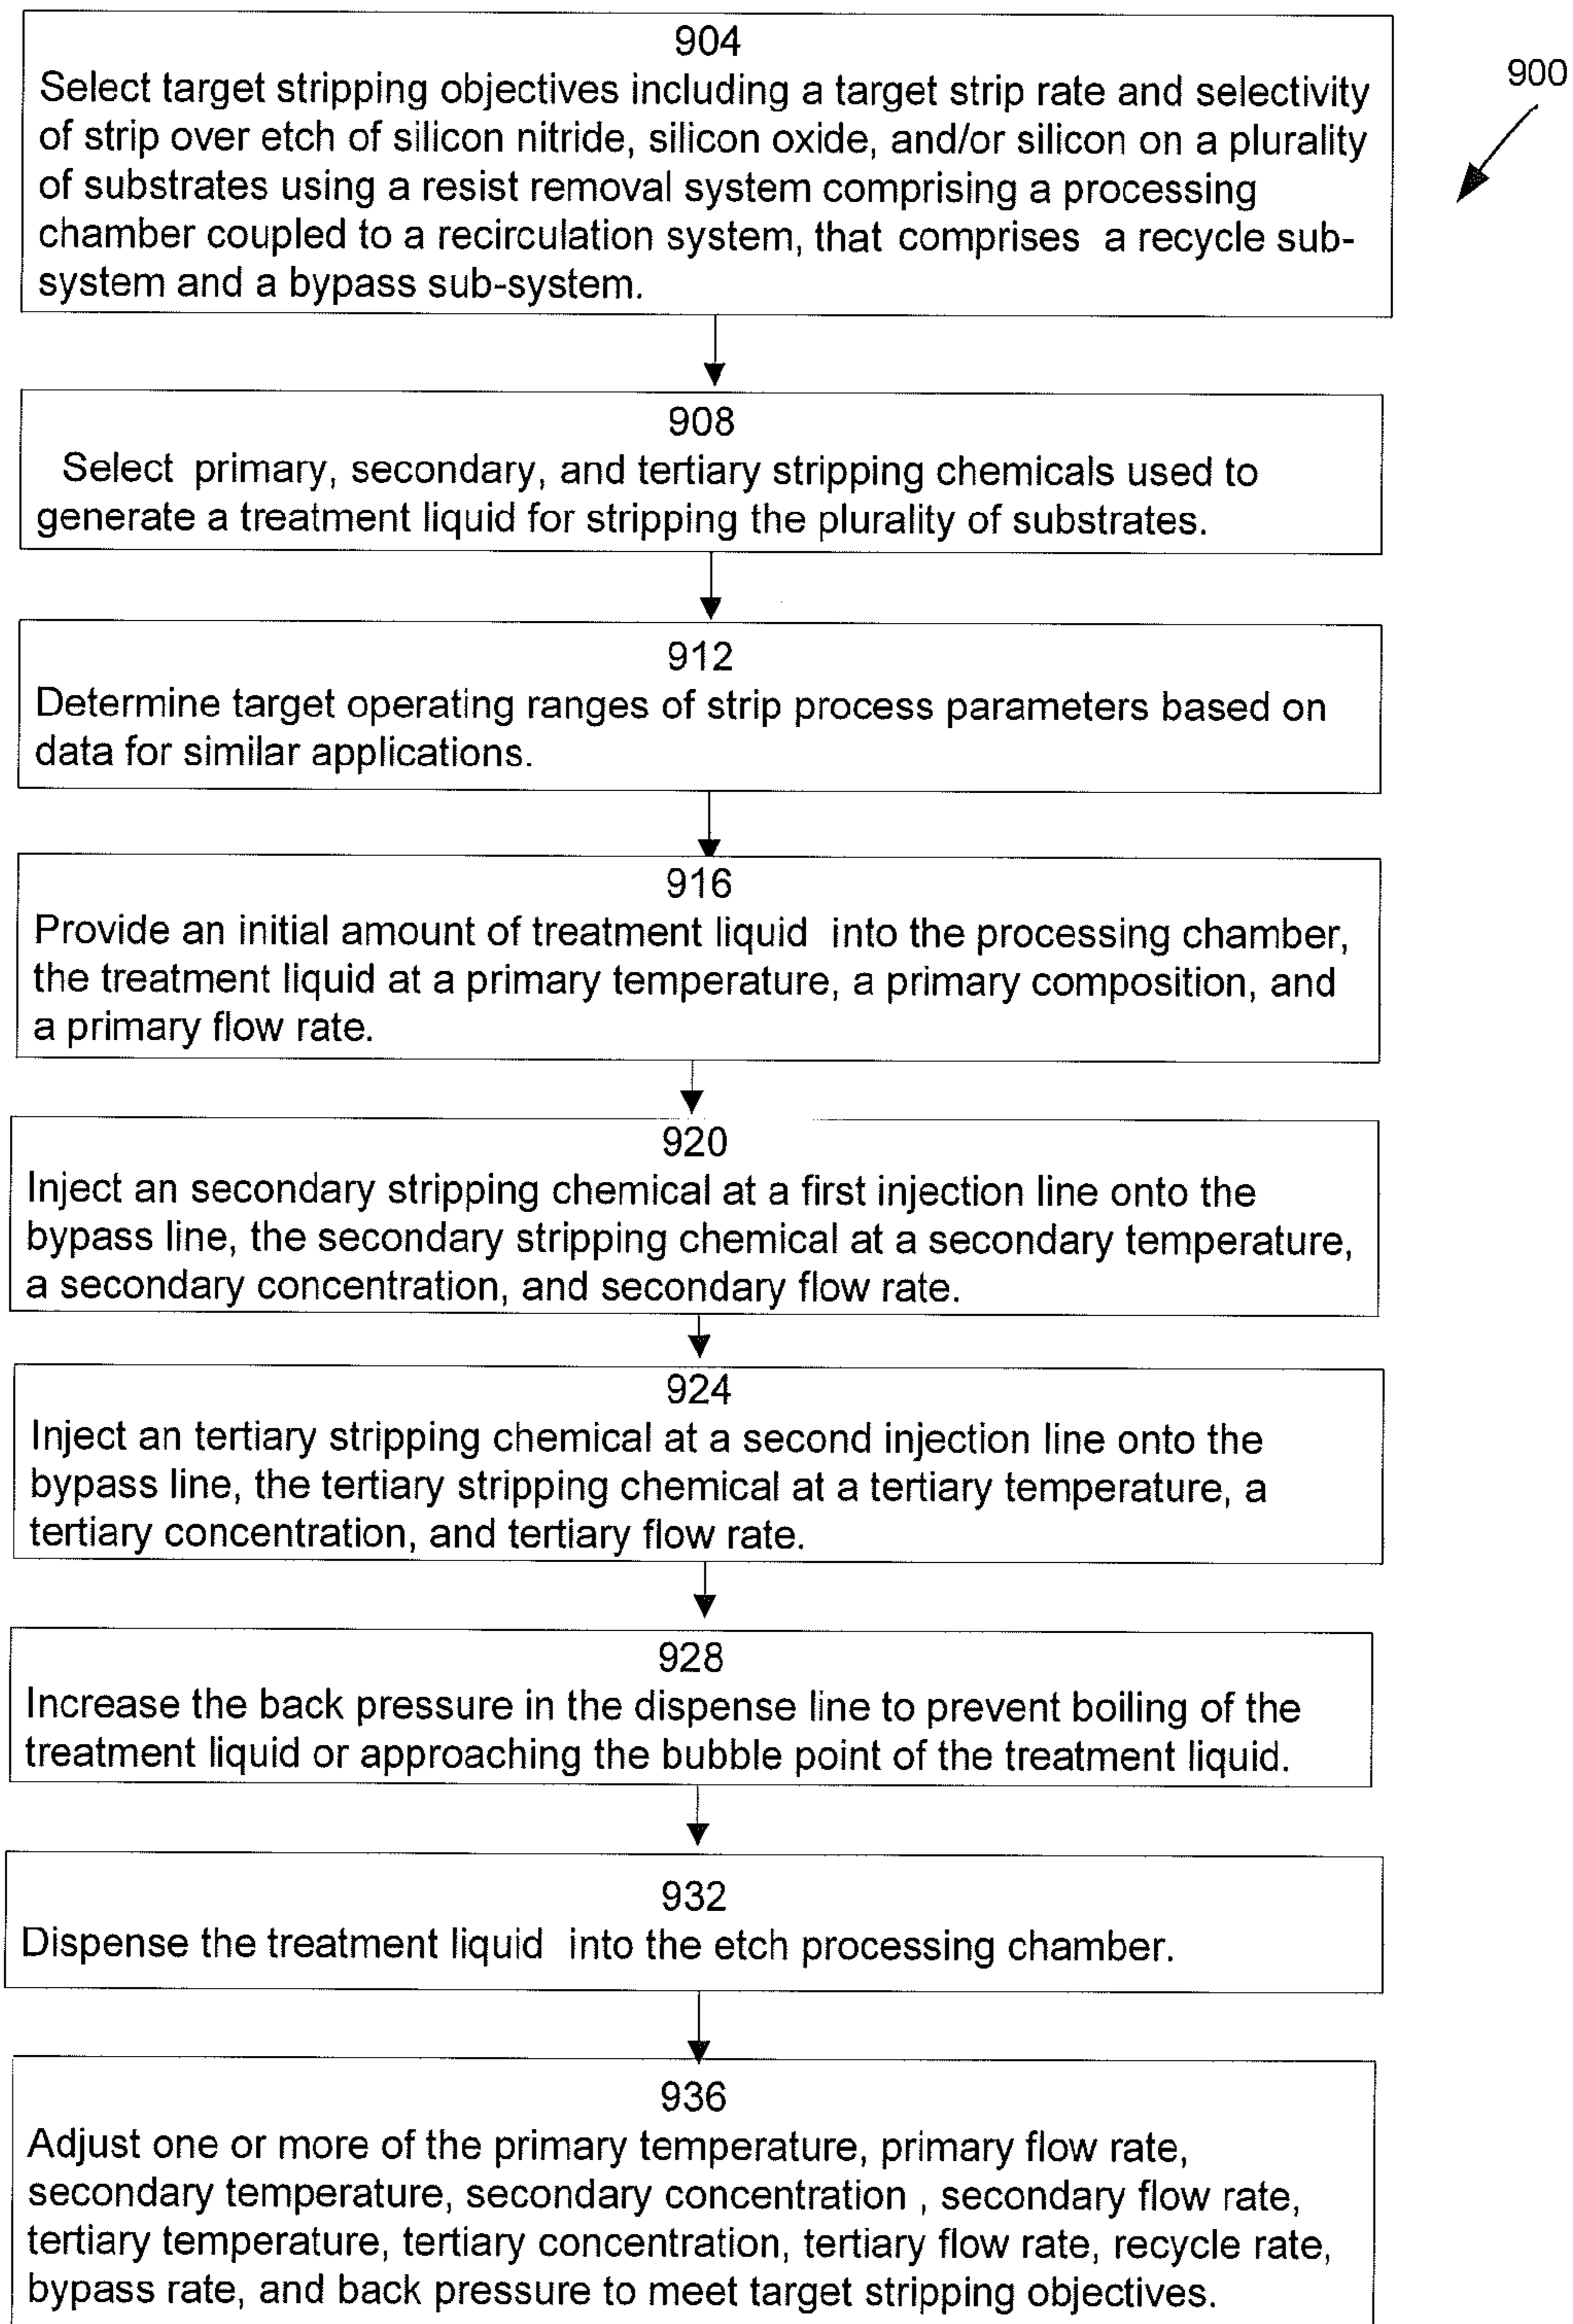 904
Select target stripping objectives including a target strip rate and selectivity
of strip over etch of silicon nitride, silicon oxide, and/or silicon on a plurality
of substrates using a resist removal system comprising a processing
chamber coupled to a recirculation system, that comprises a recycle sub-
system and a bypass sub-system.
900
908
Select primary, secondary, and tertiary stripping chemicals used to
generate a treatment liquid for stripping the plurality of substrates.
912
Determine target operating ranges of strip process parameters based on
data for similar applications.
916
Provide an initial amount of treatment liquid into the processing chamber,
the treatment liquid at a primary temperature, a primary composition, and
a primary flow rate.
920
Inject an secondary stripping chemical at a first injection line onto the
bypass line, the secondary stripping chemical at a secondary temperature,
a secondary concentration, and secondary flow rate.
924
Inject an tertiary stripping chemical at a second injection line onto the
bypass line, the tertiary stripping chemical at a tertiary temperature, a
tertiary concentration, and tertiary flow rate.
928
Increase the back pressure in the dispense line to prevent boiling of the
treatment liquid or approaching the bubble point of the treatment liquid.
932
Dispense the treatment liquid into the etch processing chamber.
936
Adjust one or more of the primary temperature, primary flow rate,
secondary temperature, secondary concentration , secondary flow rate,
tertiary temperature, tertiary concentration, tertiary flow rate, recycle rate,
bypass rate, and back pressure to meet target stripping objectives.